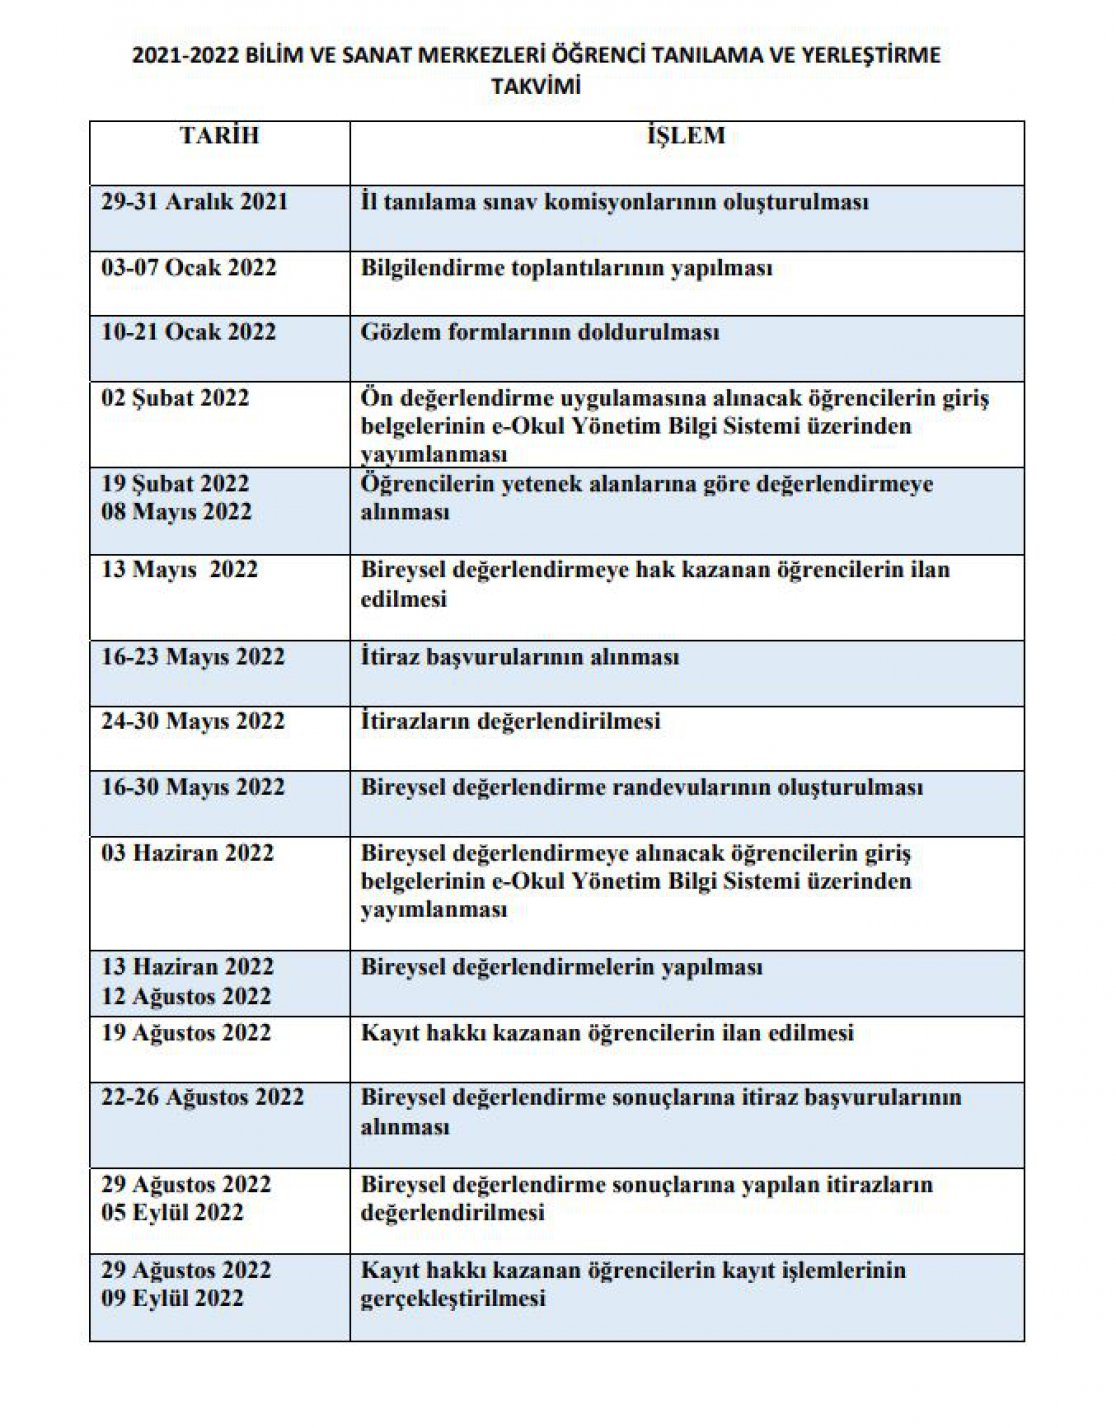 2021-2022 BİLİM VE SANAT MERKEZLERİ ÖĞRENCİ TANILAMA VE YERLEŞTİRME
TAKVİMİ
TARİH
İŞLEM
29-31 Aralık 2021
İl tanılama sınav komisyonlarının oluşturulması
03-07 Ocak 2022
Bilgilendirme toplantılarının yapılması
10-21 Ocak 2022
Gözlem formlarının doldurulması
02 Şubat 2022
Ön değerlendirme uygulamasına alınacak öğrencilerin giriş
belgelerinin e-Okul Yönetim Bilgi Sistemi üzerinden
yayımlanması
19 Şubat 2022
08 Mayıs 2022
Öğrencilerin yetenek alanlarına göre değerlendirmeye
alınması
13 Mayıs  2022
Bireysel değerlendirmeye hak kazanan öğrencilerin ilan
edilmesi
16-23 Mayıs 2022
İtiraz başvurularının alınması
24-30 Mayıs 2022
İtirazların değerlendirilmesi
16-30 Mayıs 2022
Bireysel değerlendirme randevularının oluşturulması
03 Haziran 2022
Bireysel değerlendirmeye alınacak öğrencilerin giriş
belgelerinin e-Okul Yönetim Bilgi Sistemi üzerinden
yayımlanması
13 Haziran 2022
12 Ağustos 2022
Bireysel değerlendirmelerin yapılması
19 Ağustos 2022
Kayıt hakkı kazanan öğrencilerin ilan edilmesi
22-26 Ağustos 2022
Bireysel değerlendirme sonuçlarına itiraz başvurularının
alınması
29 Ağustos 2022
05 Eylül 2022
Bireysel değerlendirme sonuçlarına yapılan itirazların
değerlendirilmesi
29 Ağustos 2022
09 Eylül 2022
Kayıt hakkı kazanan öğrencilerin kayıt işlemlerinin
gerçekleştirilmesi